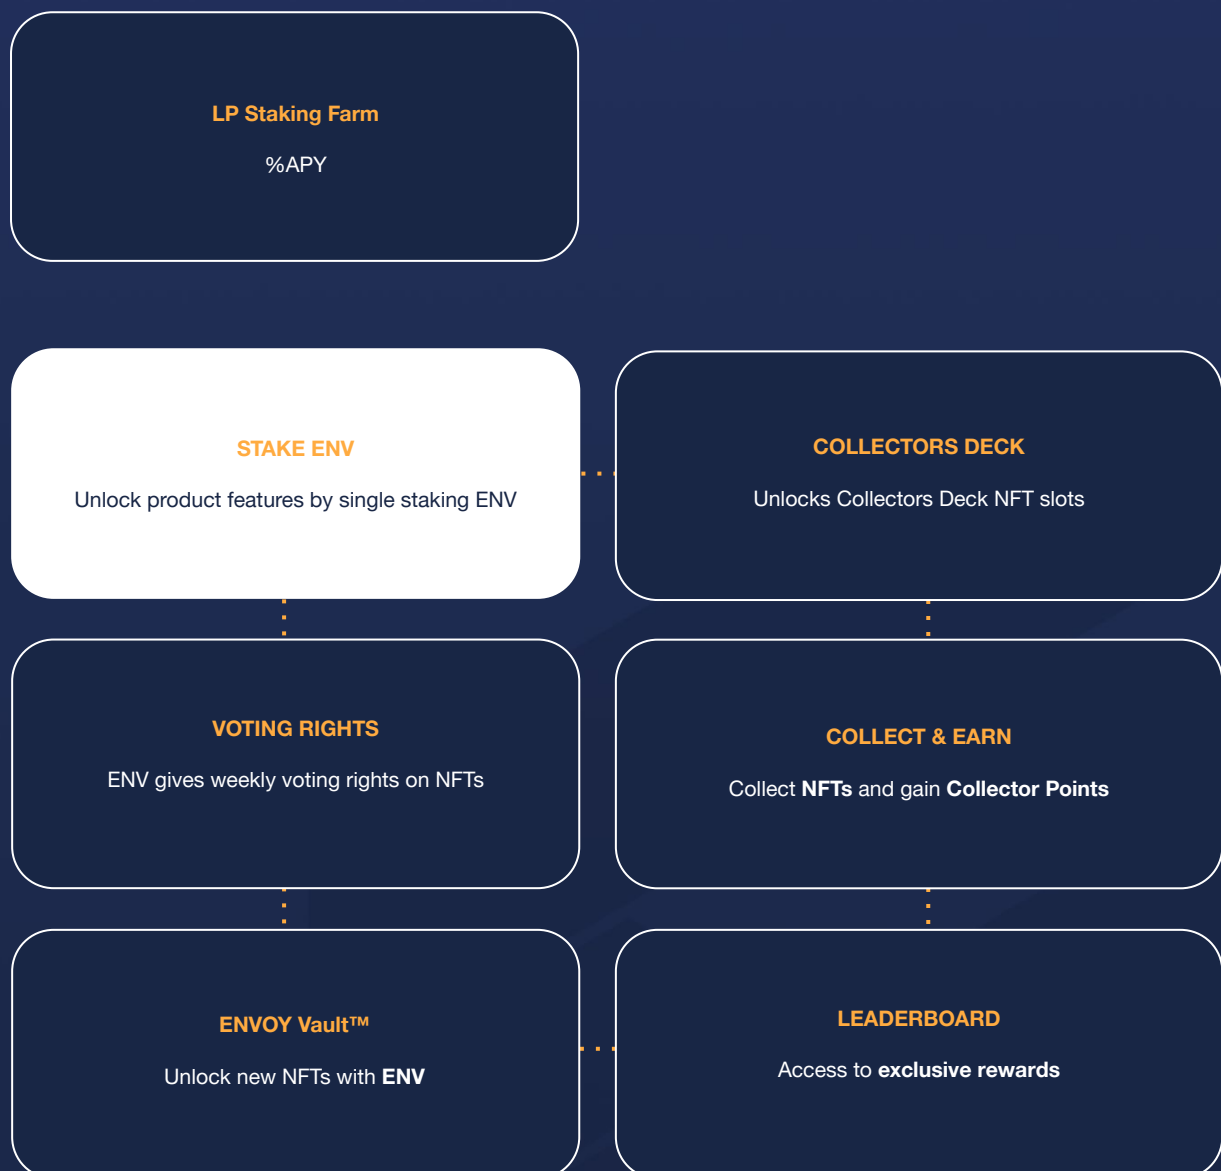 LP Staking Farm
%APY
STAKE ENV
Unlock product features by single staking ENV
COLLECTORS DECK
Unlocks Collectors Deck NFT slots
VOTING RIGHTS
ENV gives weekly voting rights on NFTs
COLLECT & EARN
Collect NFTs and gain Collector Points
ENVOY Vault™
Unlock new NFTs with ENV
LEADERBOARD
Access to exclusive rewards